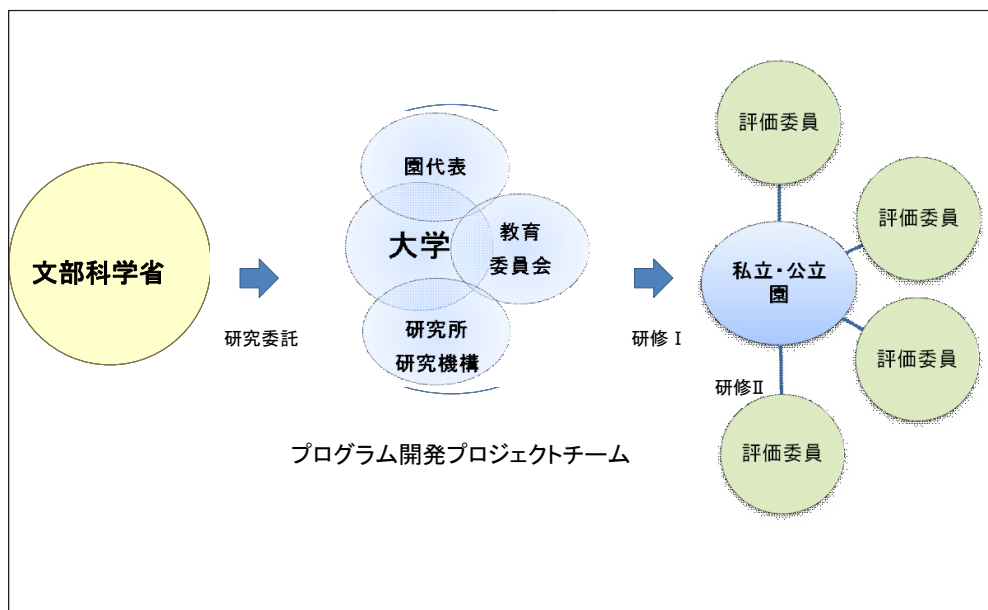 文部科学省
研究委託
園代表
大学
教育
委員会
研究所
研究機構
プログラム開発プロジェクトチーム
研修Ⅰ
評価委員
評価委員
私立・公立
園
評価委員
研修Ⅱ
評価委員